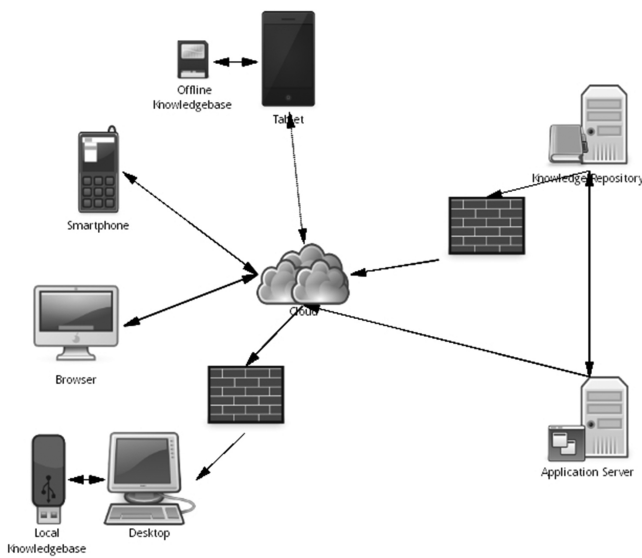 Offline
Knowledgebase
Tablet
Knowledge Repository
Smartphone
Cloud
Browser
Application Server
Local
Knowledgebase
Desktop